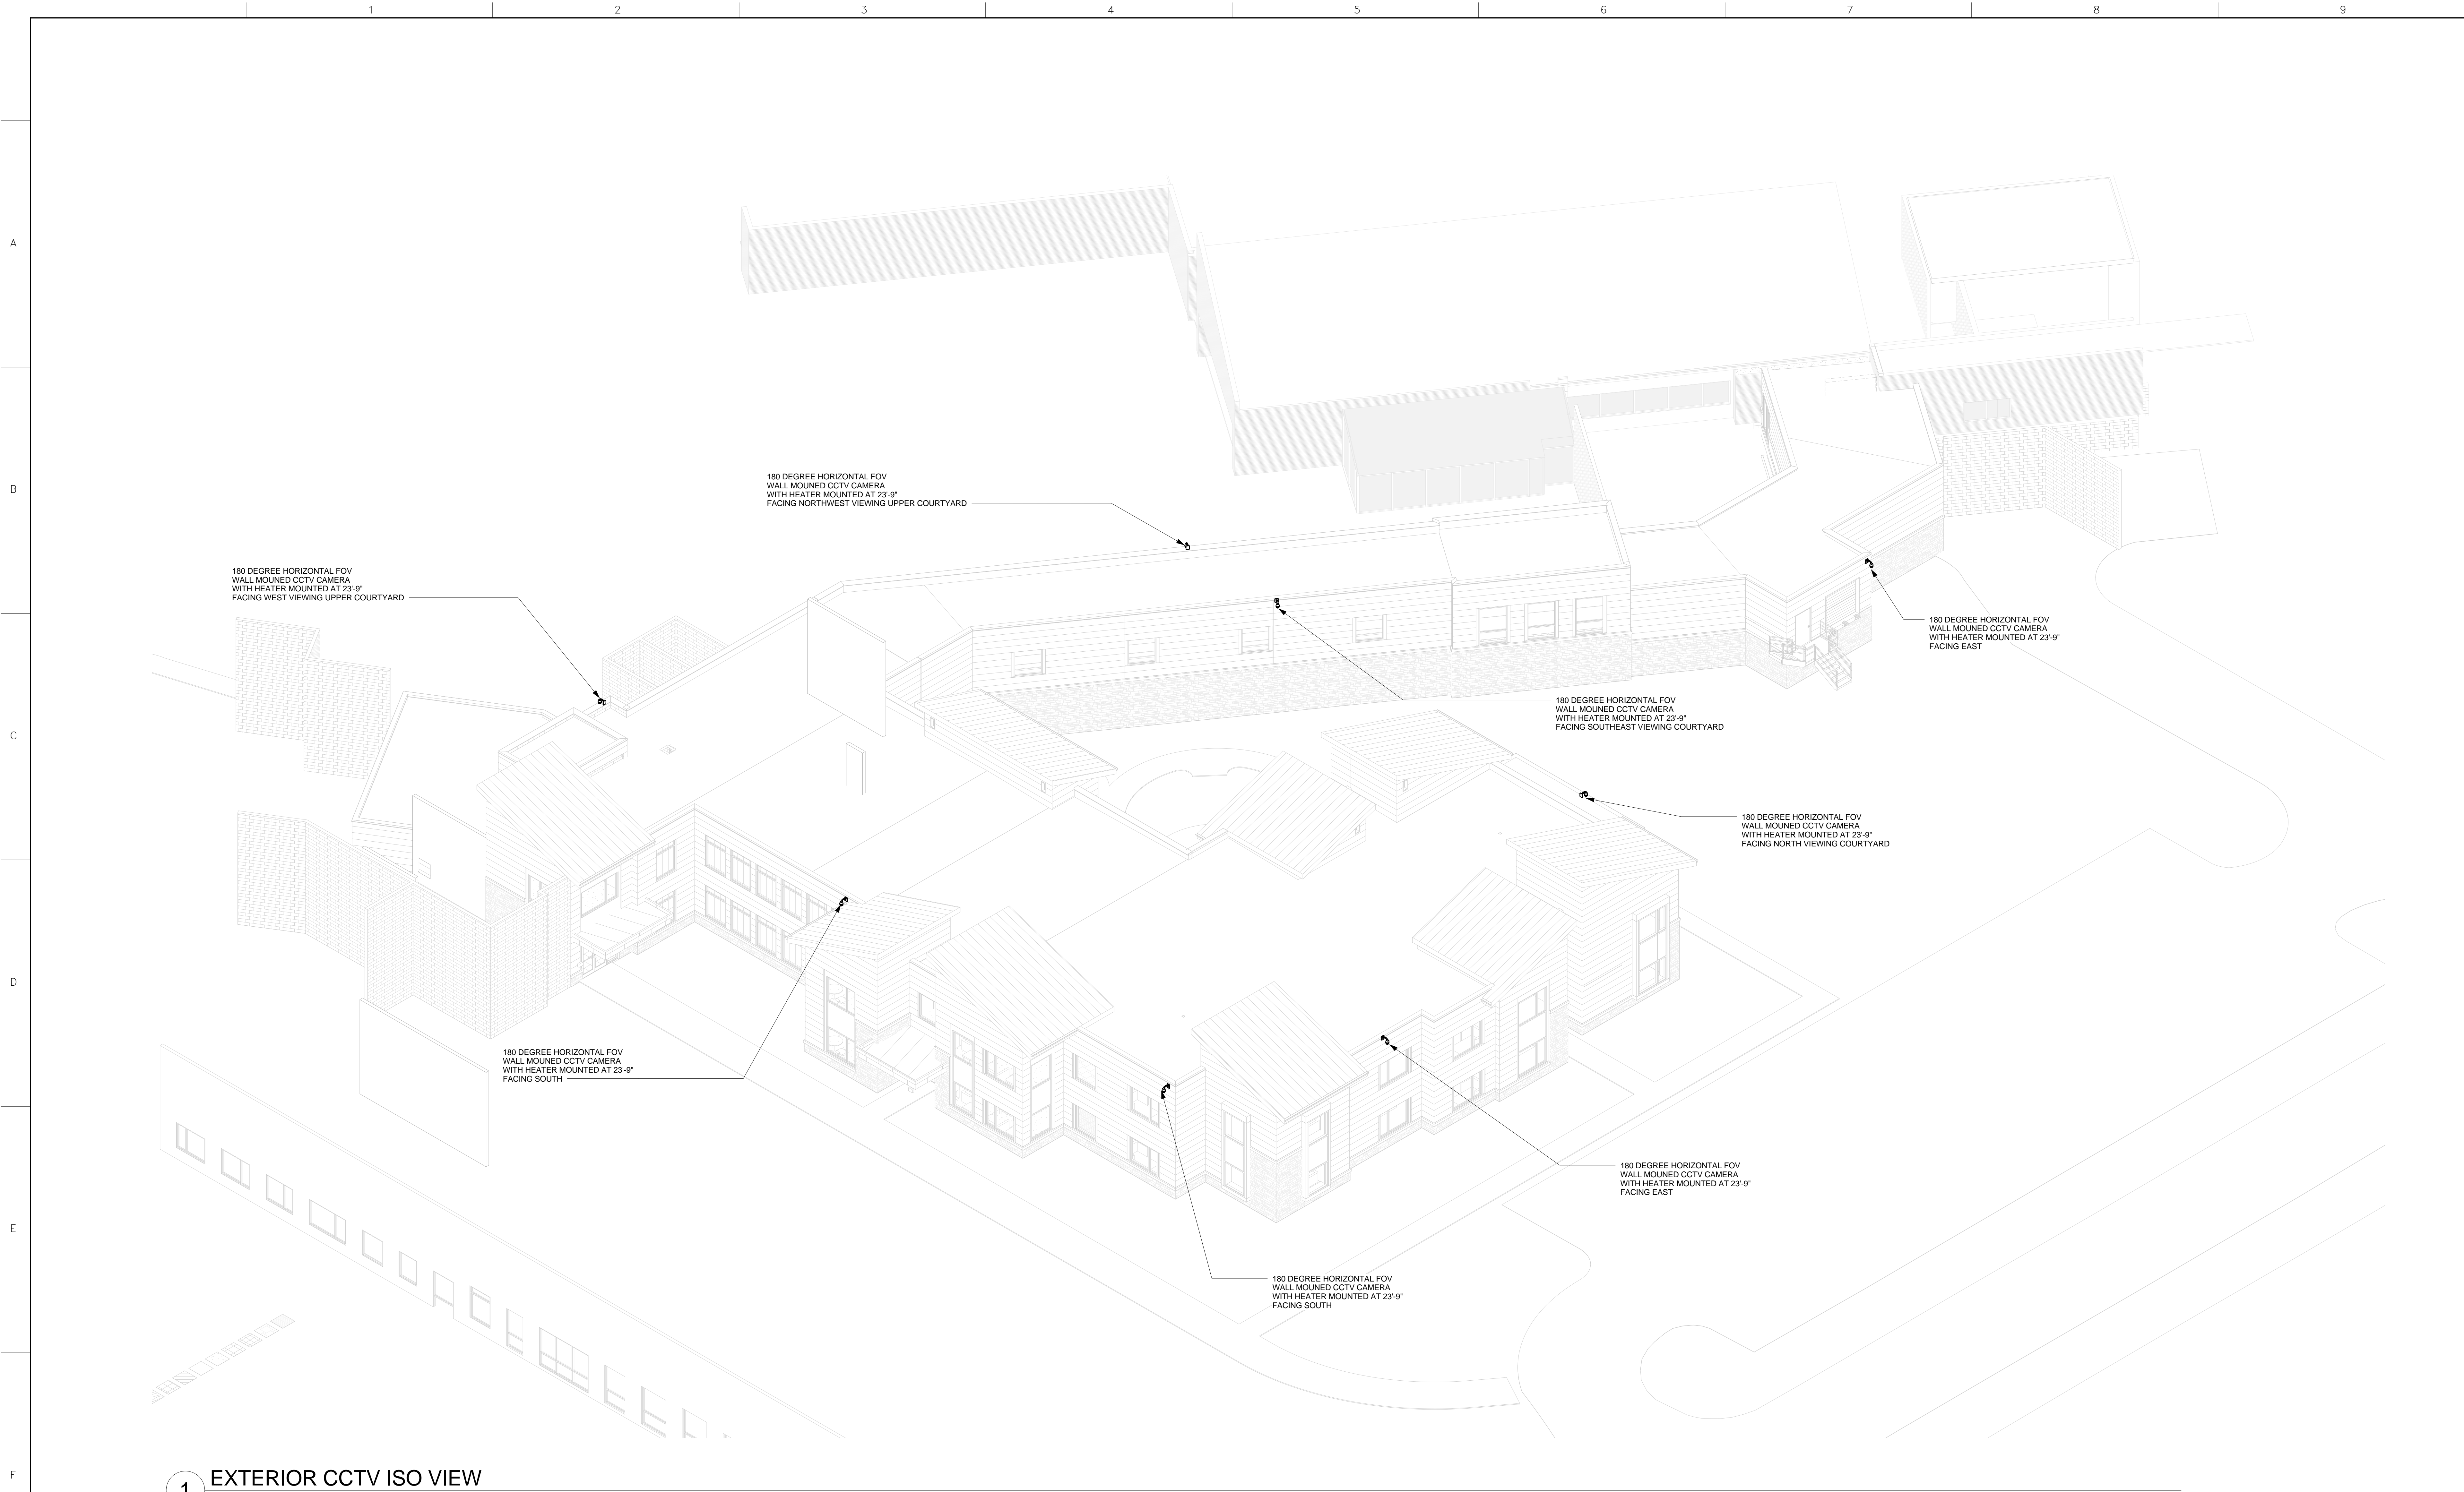 1 2 3 4 5 6 7 8 9
A
B
C
D
E
F
180 DEGREE HORIZONTAL FOV
WALL MOUNED CCTV CAMERA
WITH HEATER MOUNTED AT 23'-9"
FACING NORTHWEST VIEWING UPPER COURTYARD
180 DEGREE HORIZONTAL FOV
WALL MOUNED CCTV CAMERA
WITH HEATER MOUNTED AT 23'-9"
FACING WEST VIEWING UPPER COURTYARD
180 DEGREE HORIZONTAL FOV
WALL MOUNED CCTV CAMERA
WITH HEATER MOUNTED AT 23'-9"
FACING EAST
180 DEGREE HORIZONTAL FOV
WALL MOUNED CCTV CAMERA
WITH HEATER MOUNTED AT 23'-9"
FACING SOUTHEAST VIEWING COURTYARD
180 DEGREE HORIZONTAL FOV
WALL MOUNED CCTV CAMERA
WITH HEATER MOUNTED AT 23'-9"
FACING NORTH VIEWING COURTYARD
180 DEGREE HORIZONTAL FOV
WALL MOUNED CCTV CAMERA
WITH HEATER MOUNTED AT 23'-9"
FACING SOUTH
180 DEGREE HORIZONTAL FOV
WALL MOUNED CCTV CAMERA
WITH HEATER MOUNTED AT 23'-9"
FACING EAST
180 DEGREE HORIZONTAL FOV
WALL MOUNED CCTV CAMERA
WITH HEATER MOUNTED AT 23'-9"
FACING SOUTH
1 EXTERIOR CCTV ISO VIEW